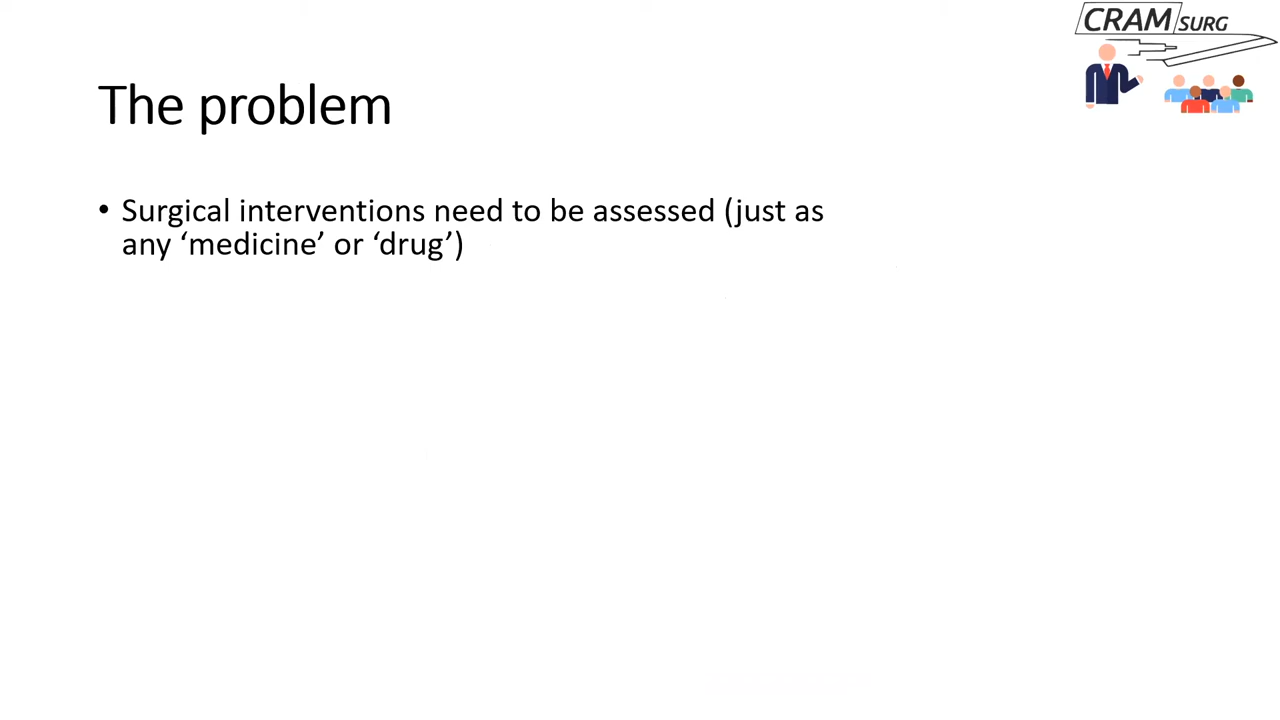 CRAM SURG
The problem
• Surgical interventions need to be assessed (just as
any ‘medicine’ or ‘drug’)